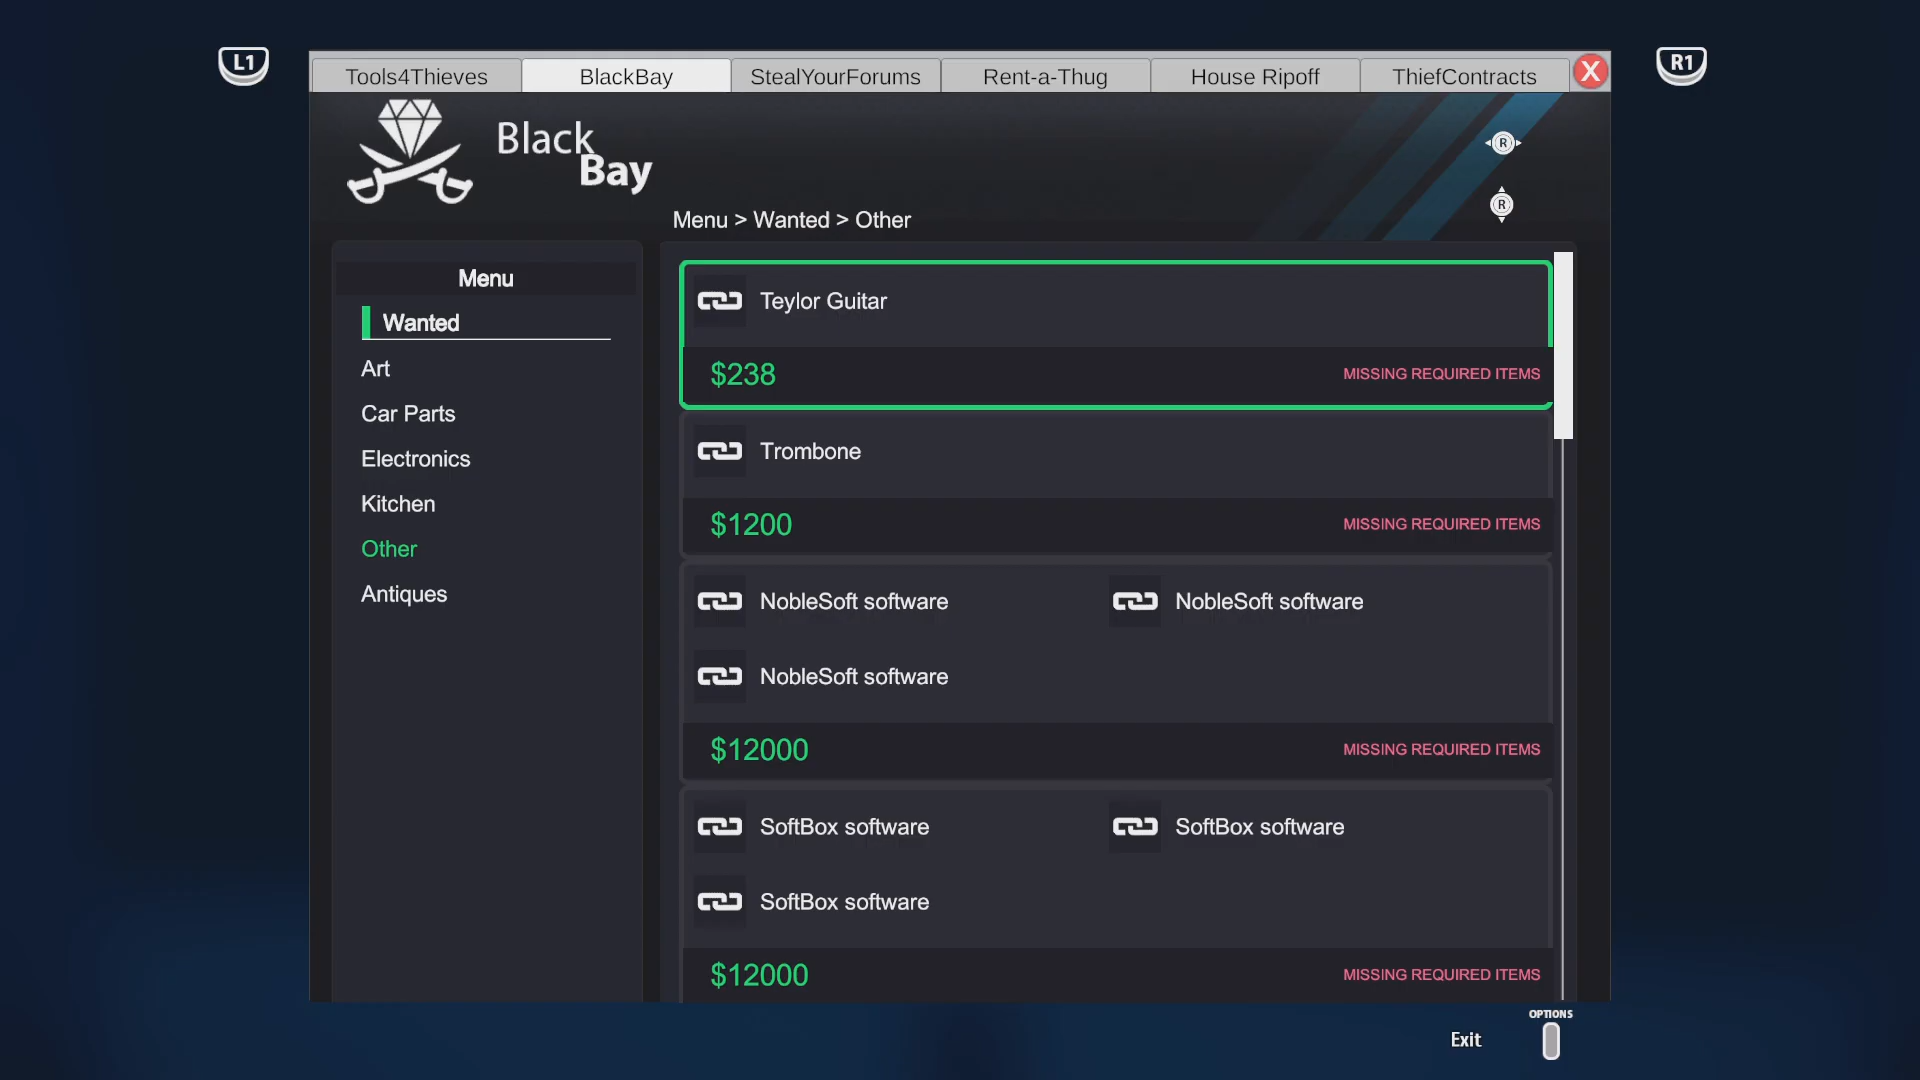 L1
R1
Tools4Thieves
BlackBay
StealYourForums
Rent-a-Thug
House Ripoff
ThiefContracts
X
Black
Bay
R
R
Menu > Wanted > Other
Menu
Wanted
Art
Car Parts
Electronics
Kitchen
Other
Antiques
Teylor Guitar
$238
MISSING REQUIRED ITEMS
Trombone
$1200
MISSING REQUIRED ITEMS
NobleSoft software
NobleSoft software
NobleSoft software
$12000
MISSING REQUIRED ITEMS
SoftBox software
SoftBox software
SoftBox software
$12000
MISSING REQUIRED ITEMS
Exit
OPTIONS